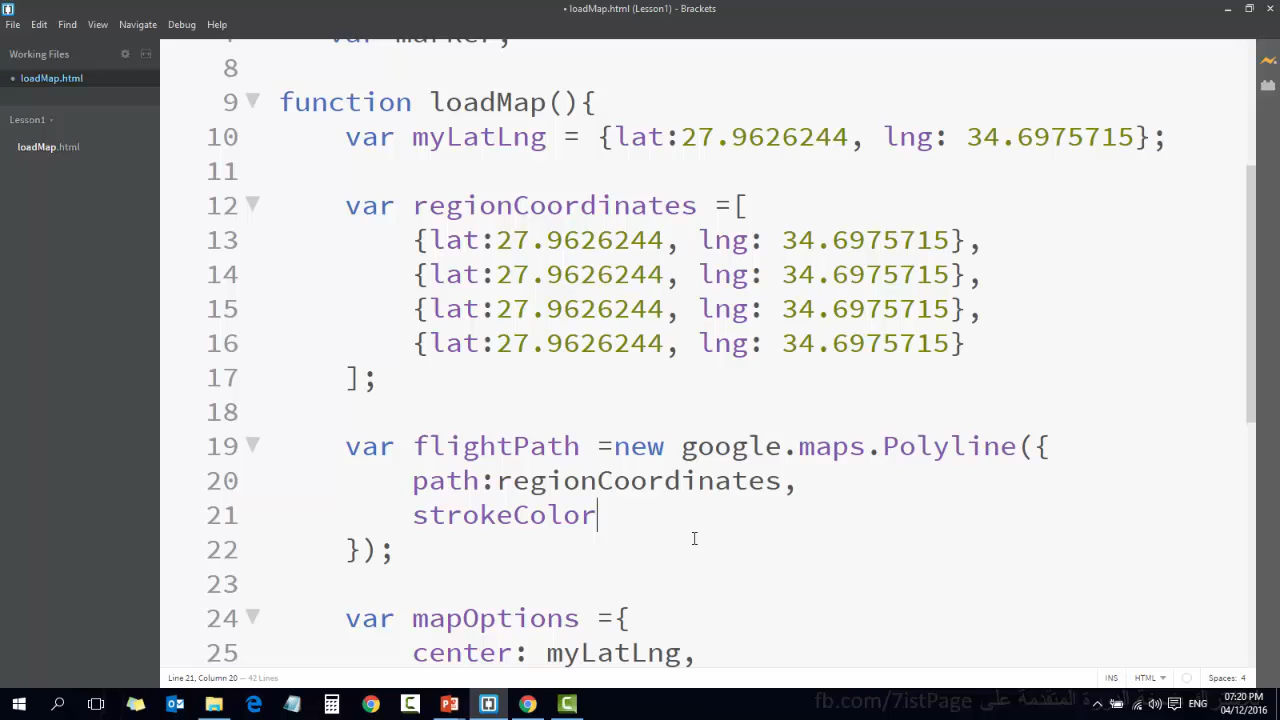 • loadMap.html (Lesson1) - Brackets
File Edit Find View Navigate Debug Help
Working Files
• loadMap.html
Lesson1
loadMap.html
var marker;
8
9 function loadMap(){
10 var myLatLng = {lat:27.9626244, lng: 34.6975715};
11
12 var regionCoordinates =[
13 {lat:27.9626244, lng: 34.6975715},
14 {lat:27.9626244, lng: 34.6975715},
15 {lat:27.9626244, lng: 34.6975715},
16 {lat:27.9626244, lng: 34.6975715}
17 ];
18
19 var flightPath =new google.maps.Polyline({
20 path:regionCoordinates,
21 strokeColor
22 });
23
24 var mapOptions ={
25 center: myLatLng,
Line 21, Column 20 — 42 Lines
INS HTML Spaces: 4
fb.com/7istPage على
ENG
07:20 PM
04/12/2016